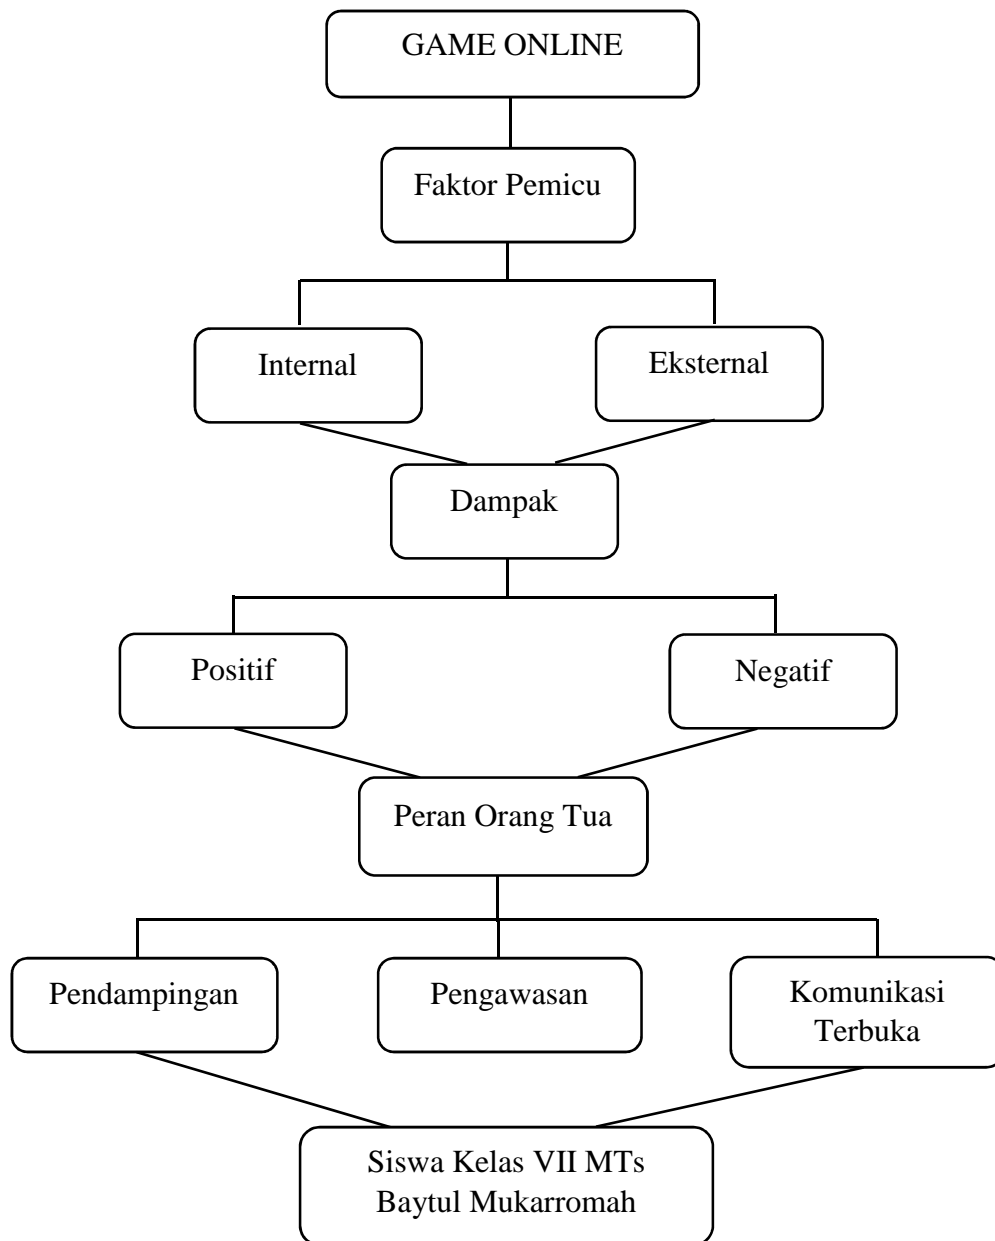 GAME ONLINE
Faktor Pemicu
Internal
Eksternal
Dampak
Positif
Negatif
Peran Orang Tua
Pendampingan
Pengawasan
Komunikasi
Terbuka
Siswa Kelas VII MTs
Baytul Mukarromah